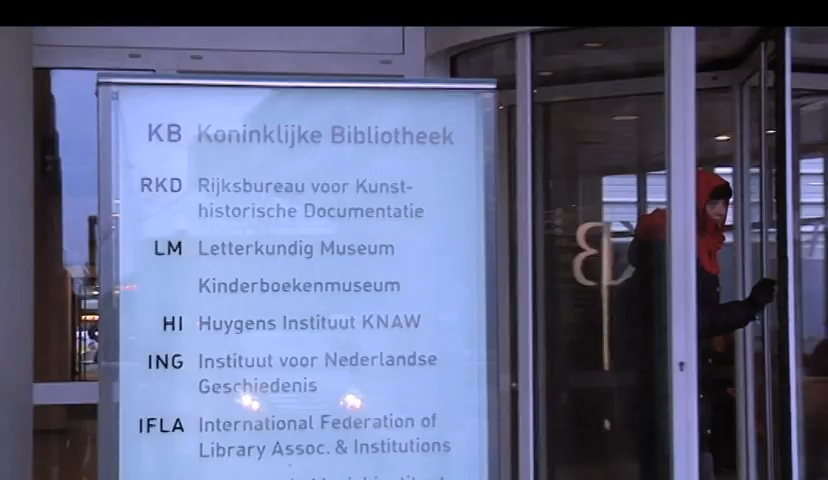 KB Koninklijke Bibliotheek
RKD Rijksbureau voor Kunst-
historische Documentatie
LM Letterkundig Museum
Kinderboekenmuseum
HI Huygens Instituut KNAW
ING Instituut voor Nederlandse
Geschiedenis
IFLA International Federation of
Library Assoc. & Institutions